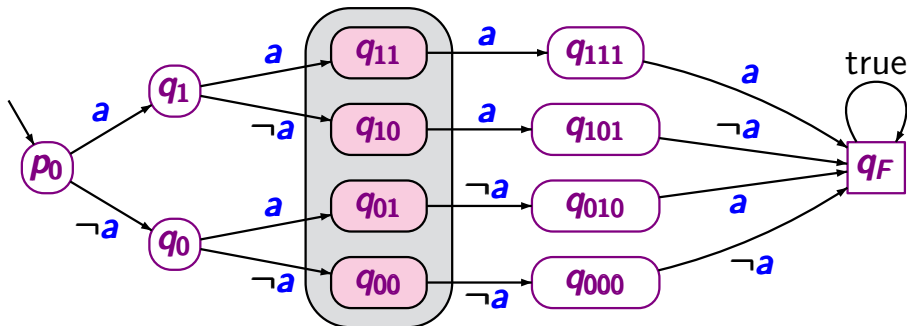 a q11 a q111 true
q1 a
a ¬a q10 a q101 ¬a
p0 qF
¬a a q01 ¬a q010 a
q0
¬a q00 ¬a q000 ¬a